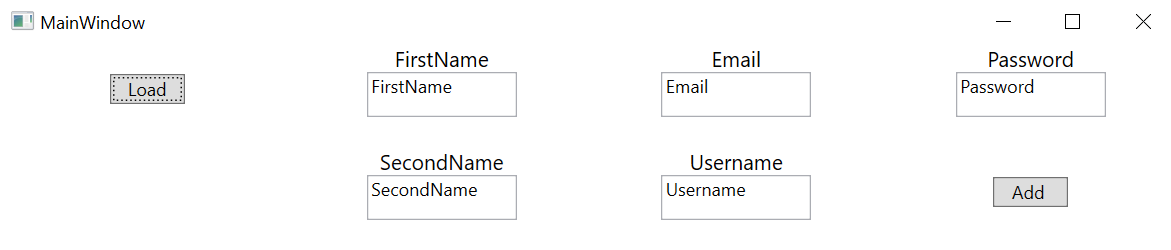 MainWindow
FirstName Email Password
Load FirstName Email Password
SecondName Username
SecondName Username Add